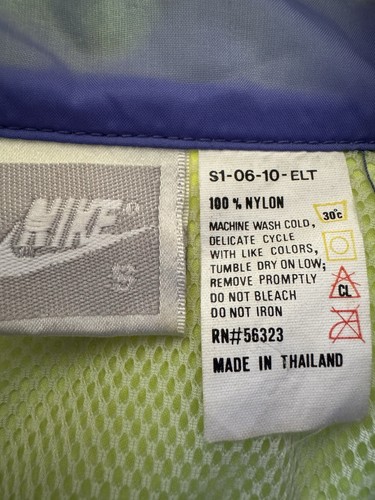 NIKE®
S
S1-06-10-ELT
100 % NYLON
30°C
MACHINE WASH COLD,
DELICATE CYCLE
WITH LIKE COLORS,
TUMBLE DRY ON LOW;
REMOVE PROMPTLY
DO NOT BLEACH
CL
DO NOT IRON
RN#56323
MADE IN THAILAND